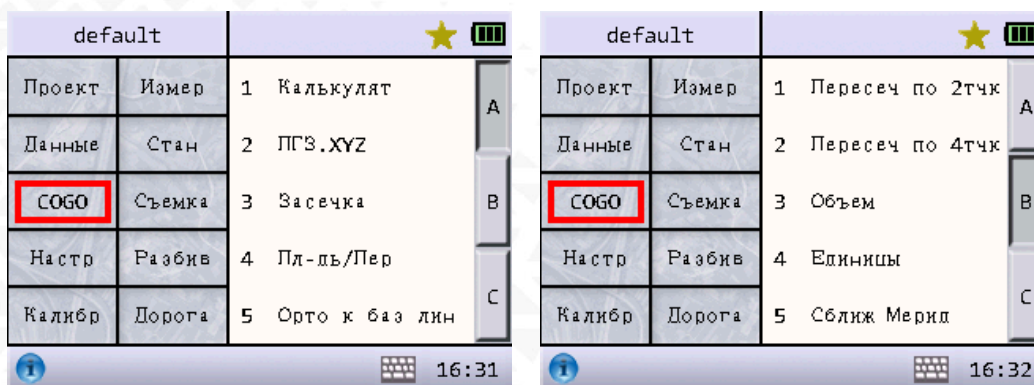 default
Проект Измер
Данные Стан
COGO Съемка
Настр Разбив
Калибр Дорога
1 Калькулят
2 ПГЗ.XYZ
3 Засечка
4 Пл-ль/Пер
5 Орто к баз лин
A
B
C
16:31
default
Проект Измер
Данные Стан
COGO Съемка
Настр Разбив
Калибр Дорога
1 Пересеч по 2тчк
2 Пересеч по 4тчк
3 Объем
4 Единицы
5 Сближ Мерид
A
B
C
16:32